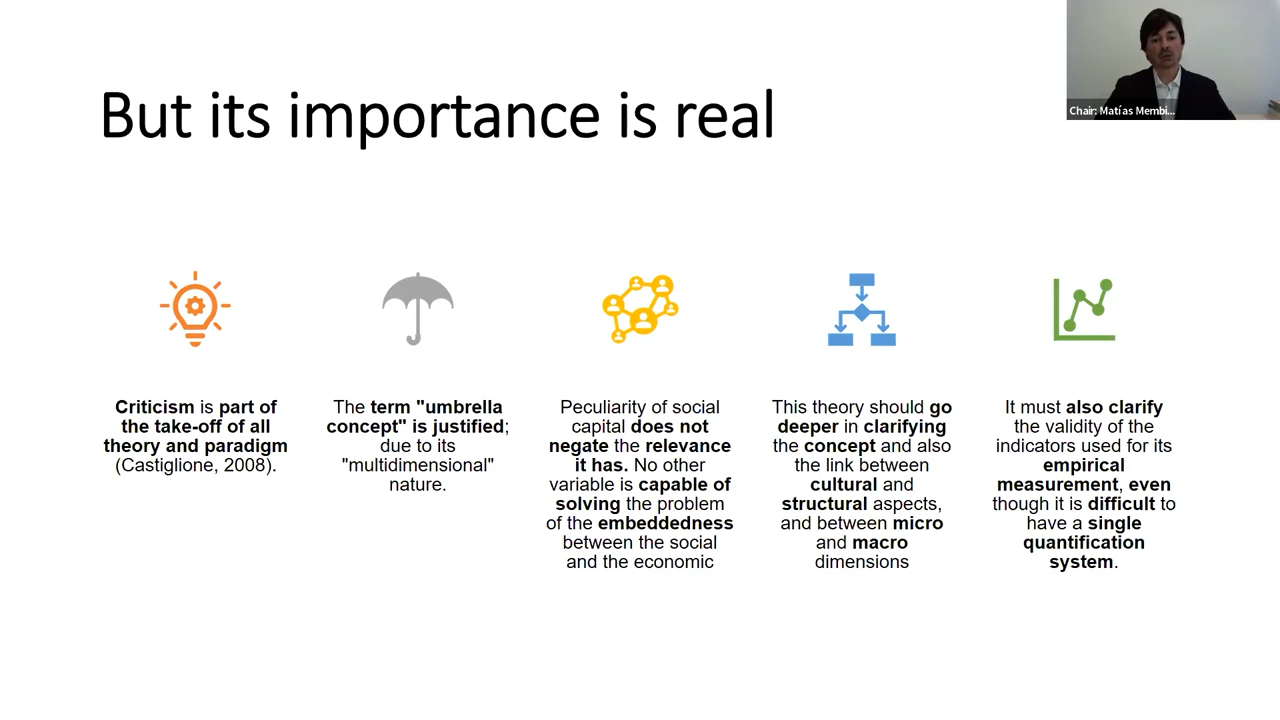 But its importance is real
Chair: Matías Membi...
Criticism is part of
the take-off of all
theory and paradigm
(Castiglione, 2008).
The term "umbrella
concept" is justified;
due to its
"multidimensional"
nature.
Peculiarity of social
capital does not
negate the relevance
it has. No other
variable is capable of
solving the problem
of the embeddedness
between the social
and the economic
This theory should go
deeper in clarifying
the concept and also
the link between
cultural and
structural aspects,
and between micro
and macro
dimensions
It must also clarify
the validity of the
indicators used for its
empirical
measurement, even
though it is difficult to
have a single
quantification
system.